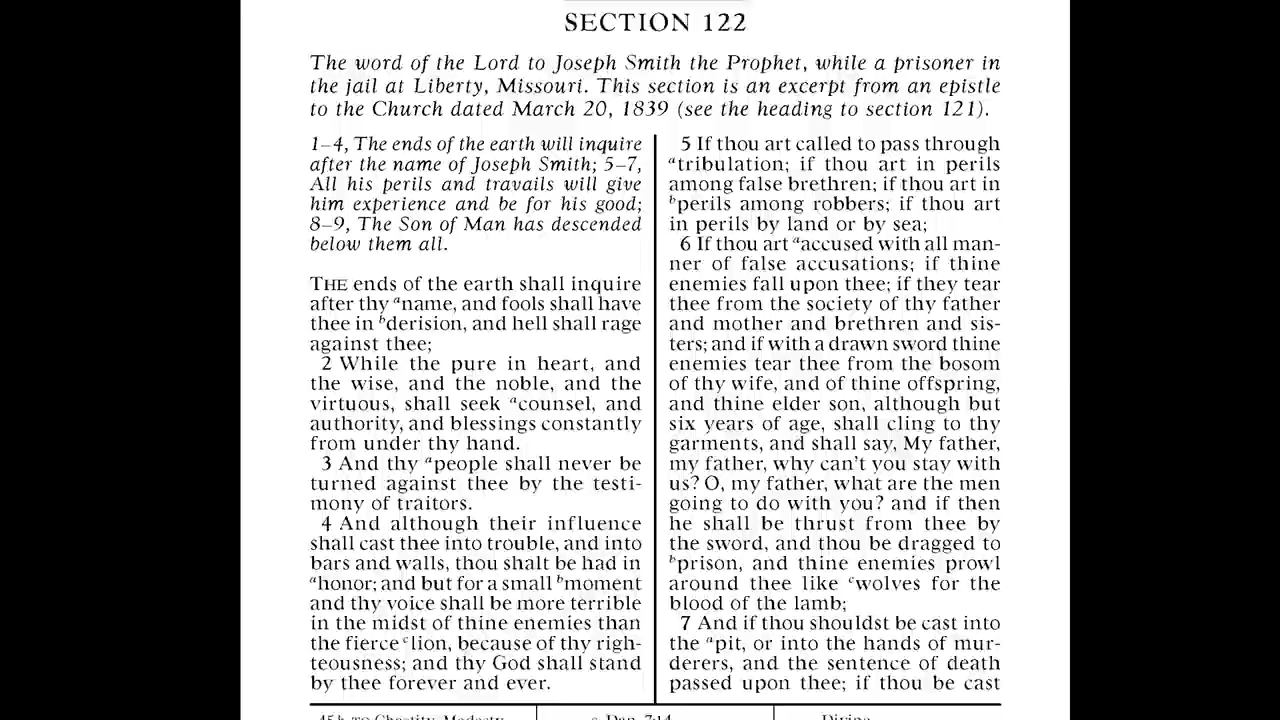 SECTION 122
The word of the Lord to Joseph Smith the Prophet, while a prisoner in
the jail at Liberty, Missouri. This section is an excerpt from an epistle
to the Church dated March 20, 1839 (see the heading to section 121).
1–4, The ends of the earth will inquire
after the name of Joseph Smith; 5–7,
All his perils and travails will give
him experience and be for his good;
8–9, The Son of Man has descended
below them all.
THE ends of the earth shall inquire
after thy aname, and fools shall have
thee in bderision, and hell shall rage
against thee;
2 While the pure in heart, and
the wise, and the noble, and the
virtuous, shall seek acounsel, and
authority, and blessings constantly
from under thy hand.
3 And thy apeople shall never be
turned against thee by the testi-
mony of traitors.
4 And although their influence
shall cast thee into trouble, and into
bars and walls, thou shalt be had in
ahonor; and but for a small bmoment
and thy voice shall be more terrible
in the midst of thine enemies than
the fierce clion, because of thy righ-
teousness; and thy God shall stand
by thee forever and ever.
5 If thou art called to pass through
atribulation; if thou art in perils
among false brethren; if thou art in
bperils among robbers; if thou art
in perils by land or by sea;
6 If thou art aaccused with all man-
ner of false accusations; if thine
enemies fall upon thee; if they tear
thee from the society of thy father
and mother and brethren and sis-
ters; and if with a drawn sword thine
enemies tear thee from the bosom
of thy wife, and of thine offspring,
and thine elder son, although but
six years of age, shall cling to thy
garments, and shall say, My father,
my father, why can't you stay with
us? O, my father, what are the men
going to do with you? and if then
he shall be thrust from thee by
the sword, and thou be dragged to
bprison, and thine enemies prowl
around thee like cwolves for the
blood of the lamb;
7 And if thou shouldst be cast into
the apit, or into the hands of mur-
derers, and the sentence of death
passed upon thee; if thou be cast
45b TG Chastity, Modesty
c Dan. 7:14
Divine